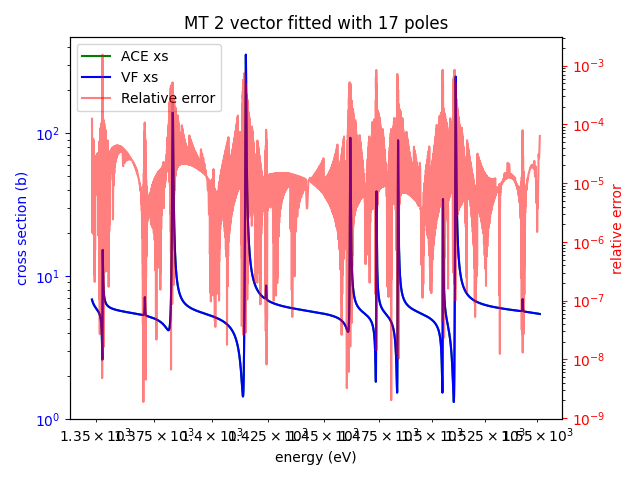 MT 2 vector fitted with 17 poles
ACE xs
VF xs
Relative error
10²
10¹
10⁰
cross section (b)
10⁻³
10⁻⁴
10⁻⁵
10⁻⁶
10⁻⁷
10⁻⁸
10⁻⁹
relative error
1.35 × 10³ 1.375 × 10³ 1.4 × 10³ 1.425 × 10³ 1.45 × 10³ 1.475 × 10³ 1.5 × 10³ 1.525 × 10³ 1.55 × 10³
energy (eV)